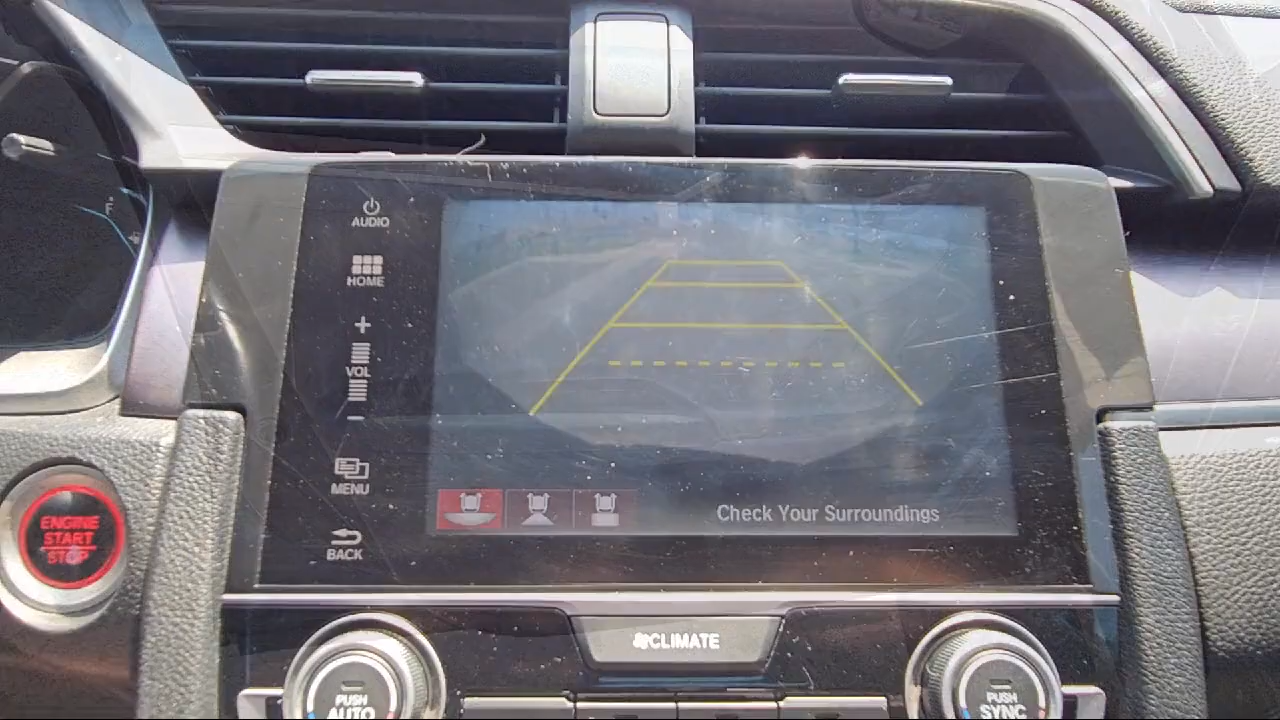 F
AUDIO
HOME
+
VOL
-
MENU
BACK
Check Your Surroundings
ENGINE
START
STOP
CLIMATE
PUSH
AUTO
PUSH
SYNC